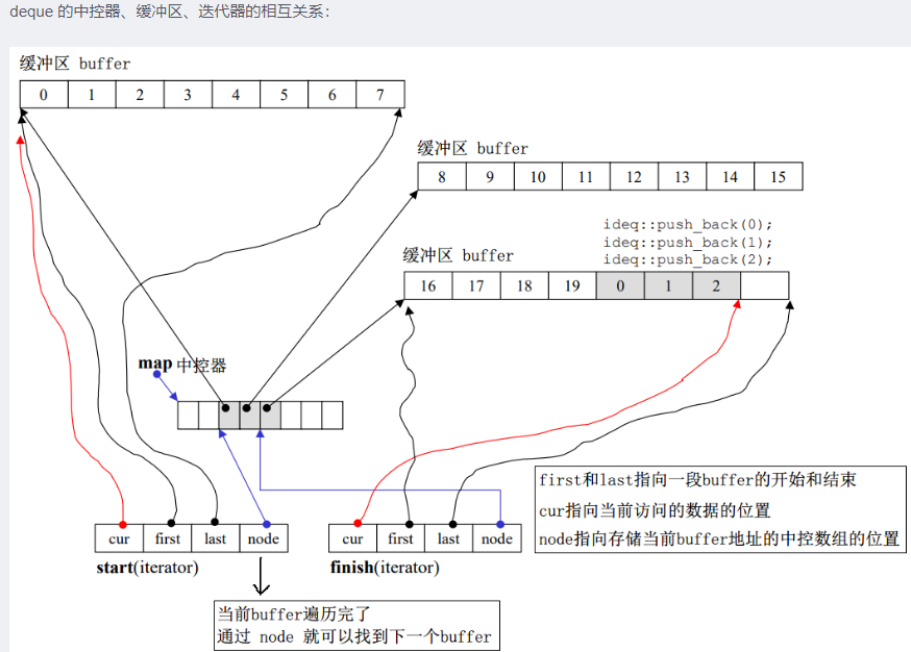 deque 的中控器、缓冲区、迭代器的相互关系：
缓冲区 buffer
0 1 2 3 4 5 6 7
缓冲区 buffer
8 9 10 11 12 13 14 15
ideq::push_back(0);
ideq::push_back(1);
ideq::push_back(2);
缓冲区 buffer
16 17 18 19 0 1 2
map 中控器
first和last指向一段buffer的开始和结束
cur指向当前访问的数据的位置
node指向存储当前buffer地址的中控数组的位置
cur first last node
start(iterator)
cur first last node
finish(iterator)
当前buffer遍历完了
通过 node 就可以找到下一个buffer